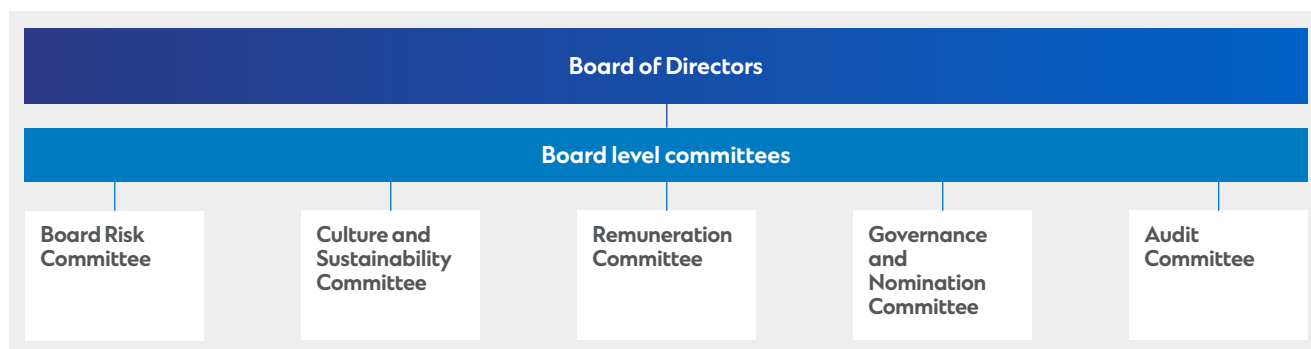 Board of Directors
Board level committees
Board Risk
Committee
Culture and
Sustainability
Committee
Remuneration
Committee
Governance
and
Nomination
Committee
Audit
Committee